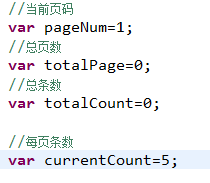 //当前页码
var pageNum=1;
//总页数
var totalPage=0;
//总条数
var totalCount=0;
//每页条数
var currentCount=5;